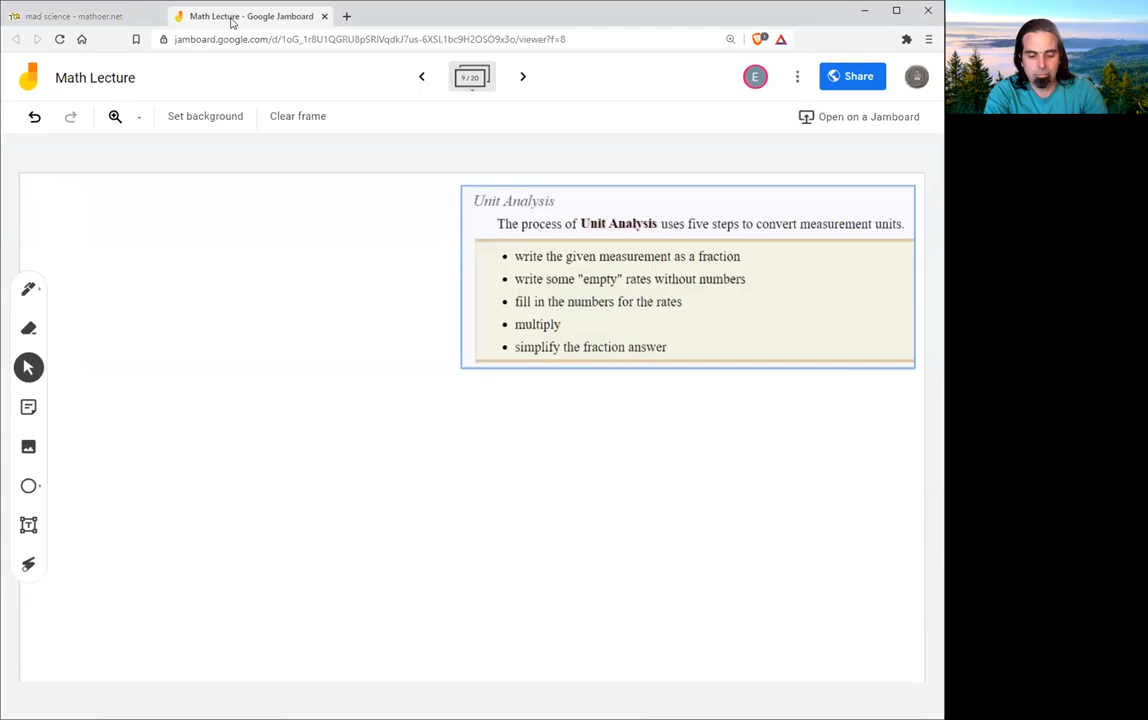 mad science - mathoer.net
Math Lecture - Google Jamboard
jamboard.google.com/d/1oG_1r8U1QGRU8pSRIVqdkJ7us-6XSL1bc9H2OSO9x3o/viewer?f=8
Math Lecture
9 / 20
E
Share
Set background
Clear frame
Open on a Jamboard
Unit Analysis
The process of Unit Analysis uses five steps to convert measurement units.
• write the given measurement as a fraction
• write some "empty" rates without numbers
• fill in the numbers for the rates
• multiply
• simplify the fraction answer